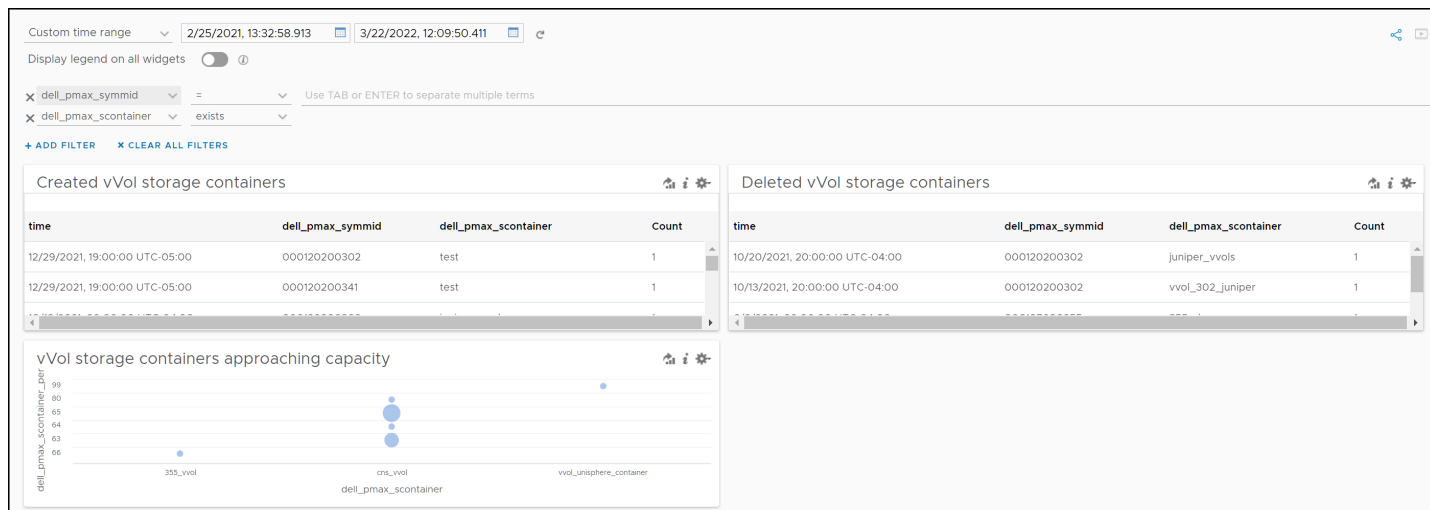 Custom time range 2/25/2021, 13:32:58.913 3/22/2022, 12:09:50.411
Display legend on all widgets
dell_pmax_symmid = Use TAB or ENTER to separate multiple terms
dell_pmax_scontainer exists
+ ADD FILTER × CLEAR ALL FILTERS
Created vVol storage containers
time dell_pmax_symmid dell_pmax_scontainer Count
12/29/2021, 19:00:00 UTC-05:00 000120200302 test 1
12/29/2021, 19:00:00 UTC-05:00 000120200341 test 1
Deleted vVol storage containers
time dell_pmax_symmid dell_pmax_scontainer Count
10/20/2021, 20:00:00 UTC-04:00 000120200302 juniper_vvols 1
10/13/2021, 20:00:00 UTC-04:00 000120200302 vvol_302_juniper 1
vVol storage containers approaching capacity
dell_pmax_scontainer_per
99
80
65
64
63
66
355_vvol cns_vvol vvol_unisphere_container
dell_pmax_scontainer